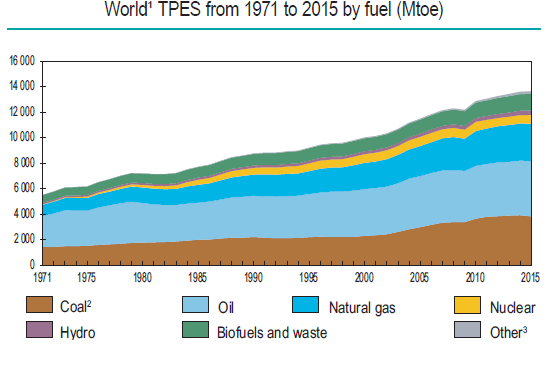 World¹ TPES from 1971 to 2015 by fuel (Mtoe)
16 000
14 000
12 000
10 000
8 000
6 000
4 000
2 000
0
1971 1975 1980 1985 1990 1995 2000 2005 2010 2015
Coal² Oil Natural gas Nuclear
Hydro Biofuels and waste Other³